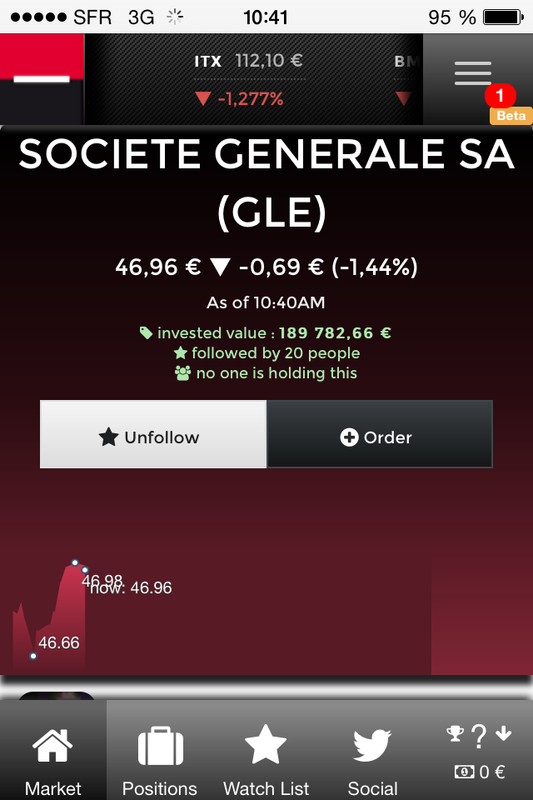 SFR 3G 10:41 95 %
ITX 112,10 €
BM
-1,277%
1
Beta
SOCIETE GENERALE SA
(GLE)
46,96 € ▼ -0,69 € (-1,44%)
As of 10:40AM
invested value : 189 782,66 €
followed by 20 people
no one is holding this
Unfollow
Order
46.98
now: 46.96
46.66
Market
Positions
Watch List
Social
?
0 €